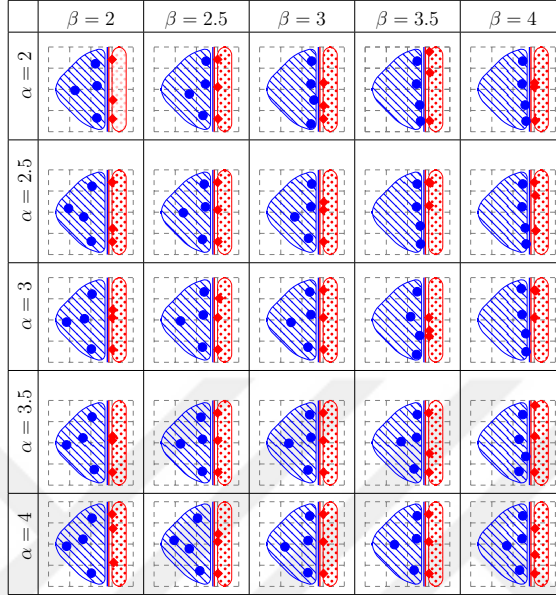 β = 2 β = 2.5 β = 3 β = 3.5 β = 4
α = 2
α = 2.5
α = 3
α = 3.5
α = 4